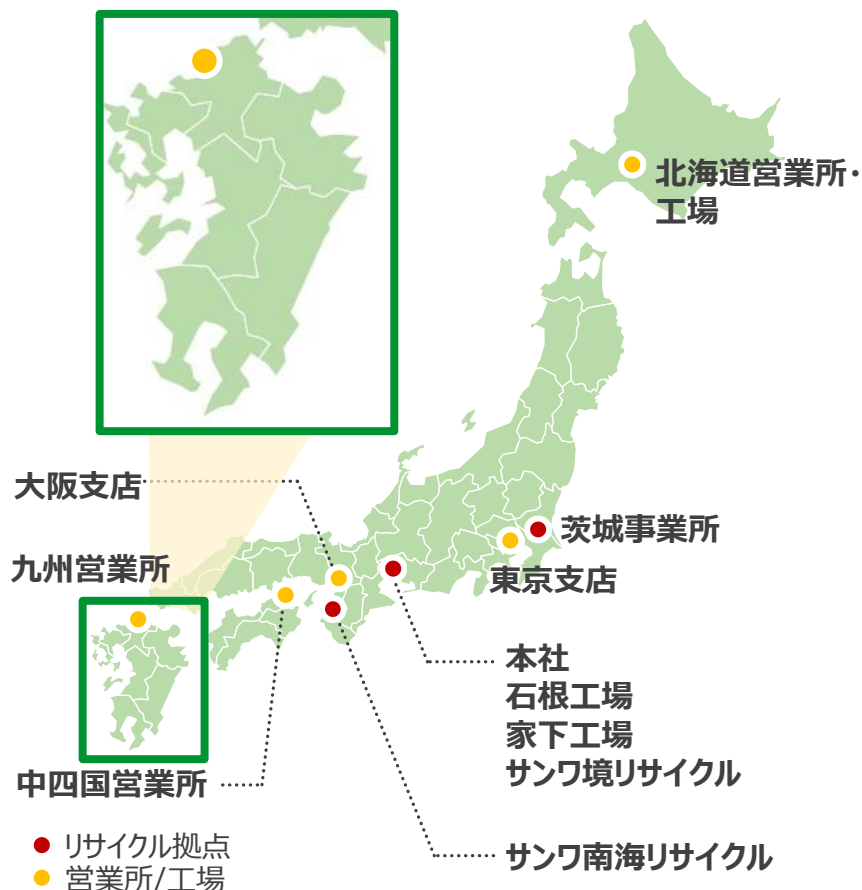 北海道営業所・
工場
大阪支店
九州営業所
茨城事業所
東京支店
本社
石根工場
家下工場
サンワ境リサイクル
中四国営業所
サンワ南海リサイクル
リサイクル拠点
営業所/工場